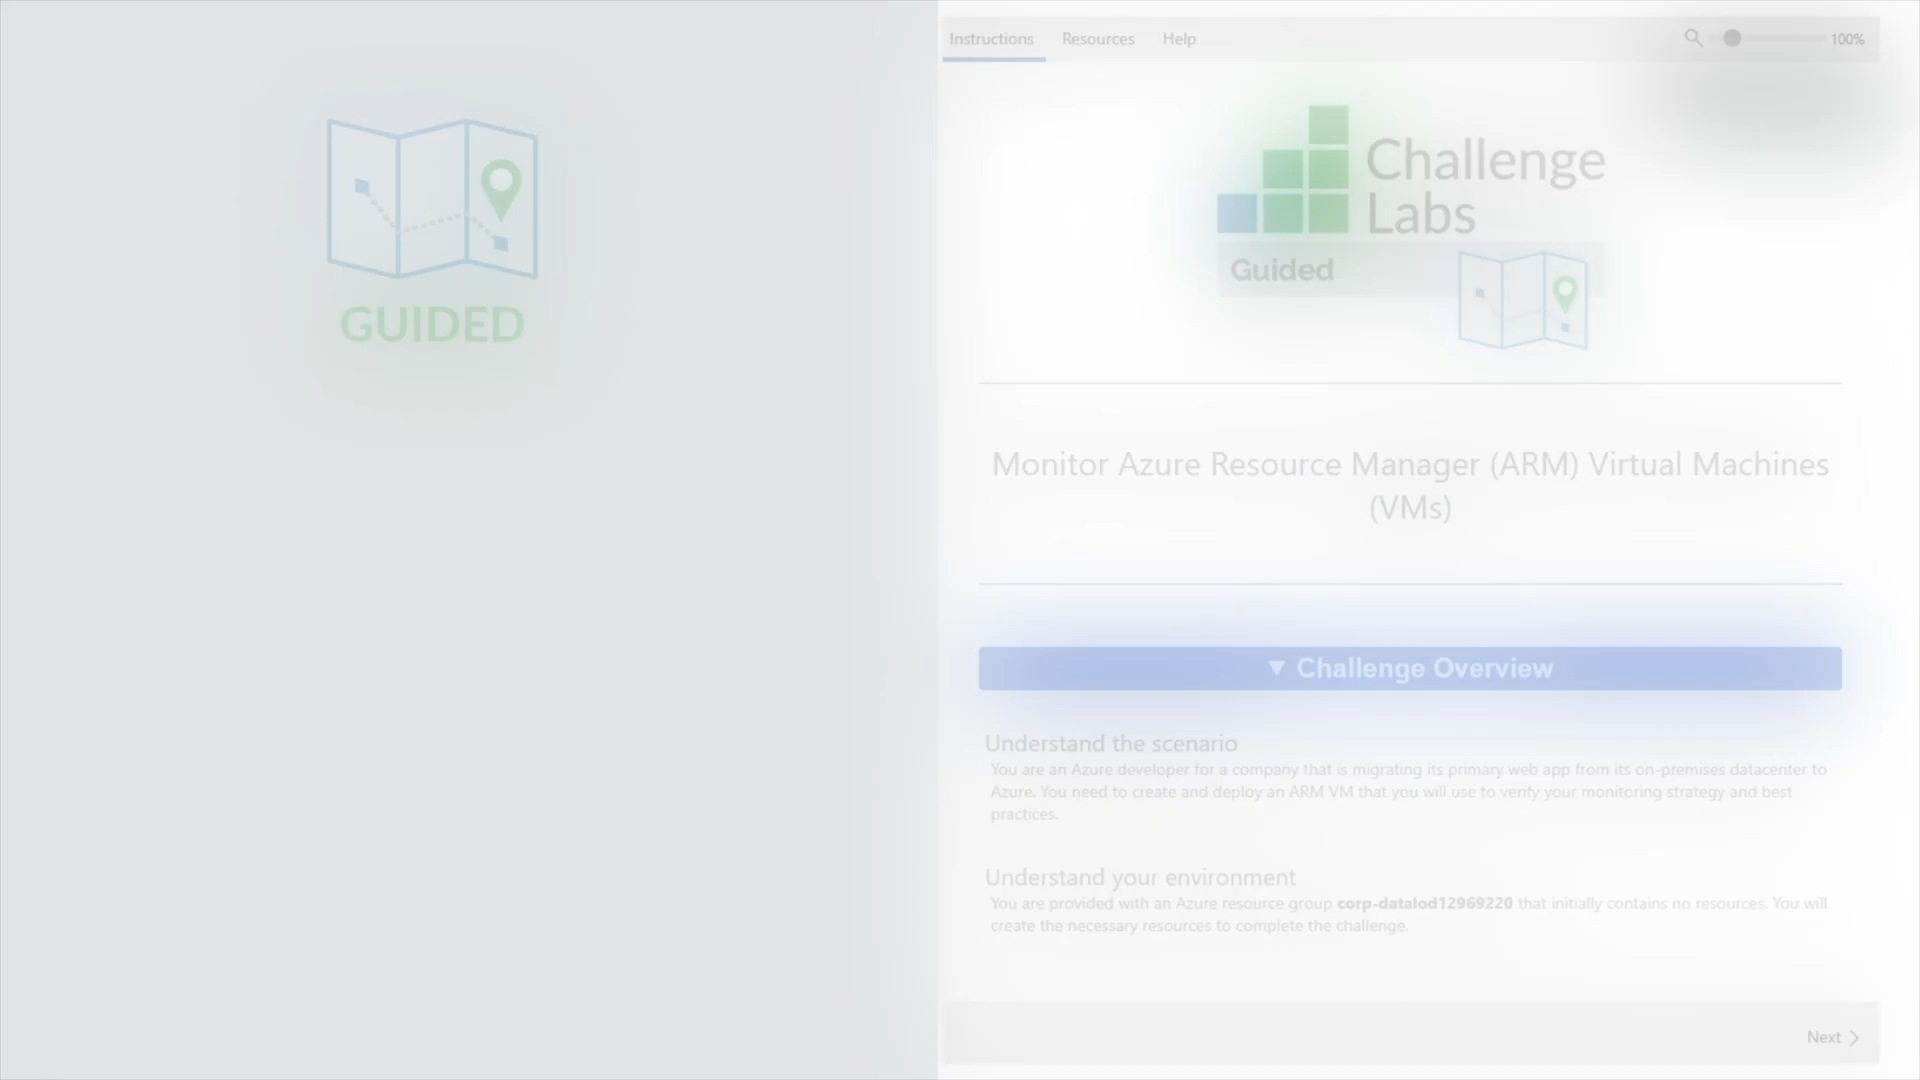 GUIDED
Instructions Resources Help 100%
Challenge
Labs
Guided
Monitor Azure Resource Manager (ARM) Virtual Machines
(VMs)
▼ Challenge Overview
Understand the scenario
You are an Azure developer for a company that is migrating its primary web app from its on-premises datacenter to
Azure. You need to create and deploy an ARM VM that you will use to verify your monitoring strategy and best
practices.
Understand your environment
You are provided with an Azure resource group corp-datalod12969220 that initially contains no resources. You will
create the necessary resources to complete the challenge.
Next